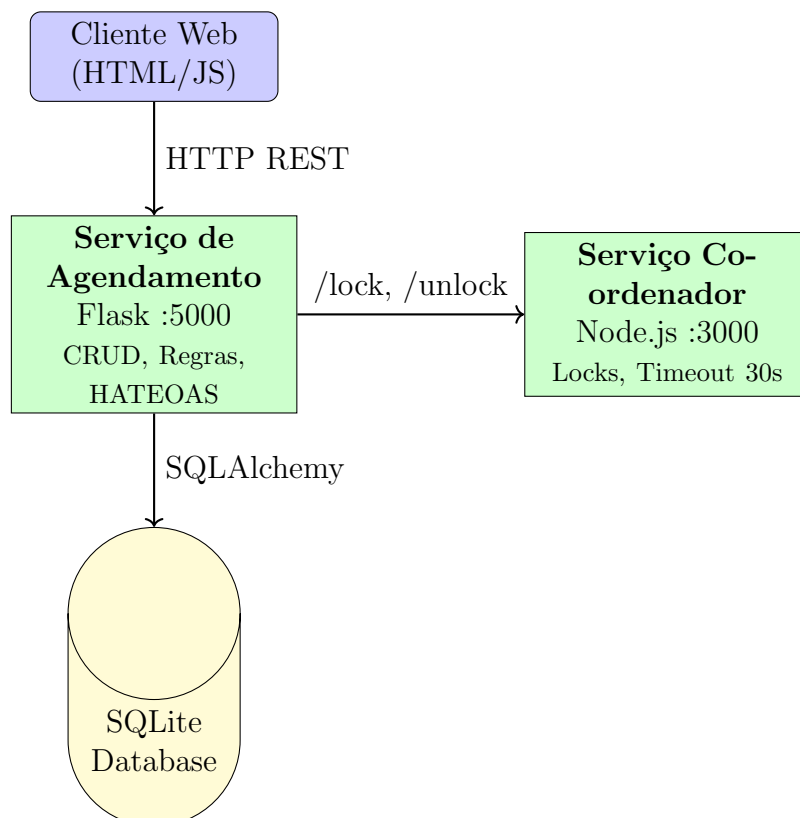 Cliente Web
(HTML/JS)
HTTP REST
Serviço de
Agendamento
Flask :5000
CRUD, Regras,
HATEOAS
/lock, /unlock
Serviço Co-
ordenador
Node.js :3000
Locks, Timeout 30s
SQLAlchemy
SQLite
Database